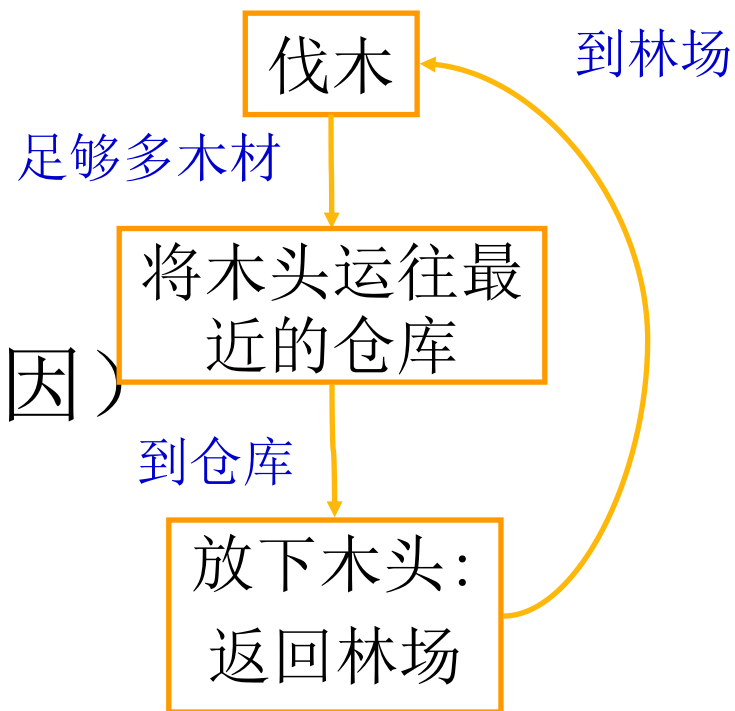 伐木
到林场
足够多木材
将木头运往最
近的仓库
因）
到仓库
放下木头：
返回林场